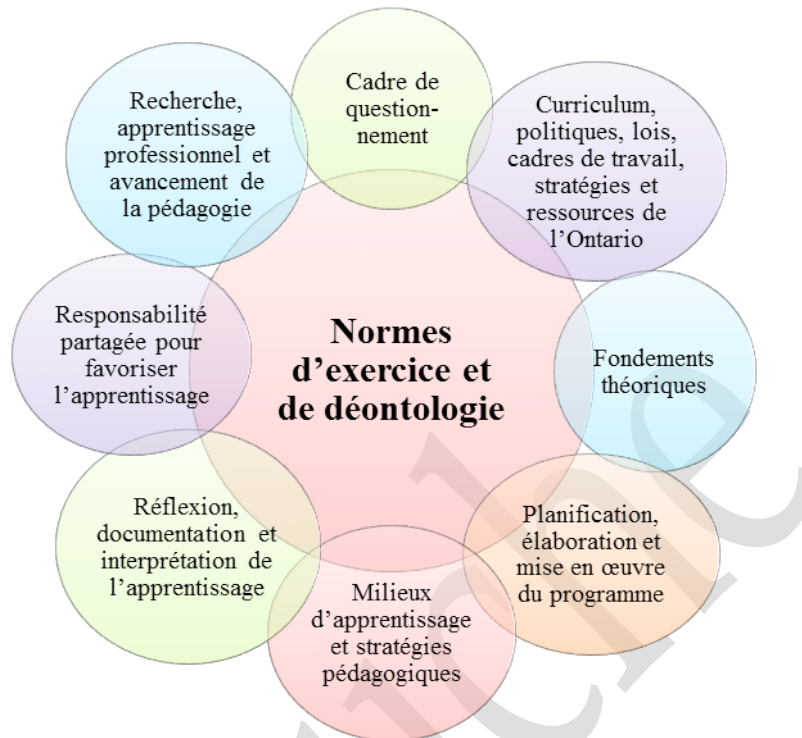 Cadre de
question-
nement
Curriculum,
politiques, lois,
cadres de travail,
stratégies et
ressources de
l’Ontario
Fondements
théoriques
Planification,
élaboration et
mise en œuvre
du programme
Milieux
d’apprentissage
et stratégies
pédagogiques
Réflexion,
documentation et
interprétation de
l’apprentissage
Responsabilité
partagée pour
favoriser
l’apprentissage
Recherche,
apprentissage
professionnel et
avancement de
la pédagogie
Normes
d’exercice et
de déontologie